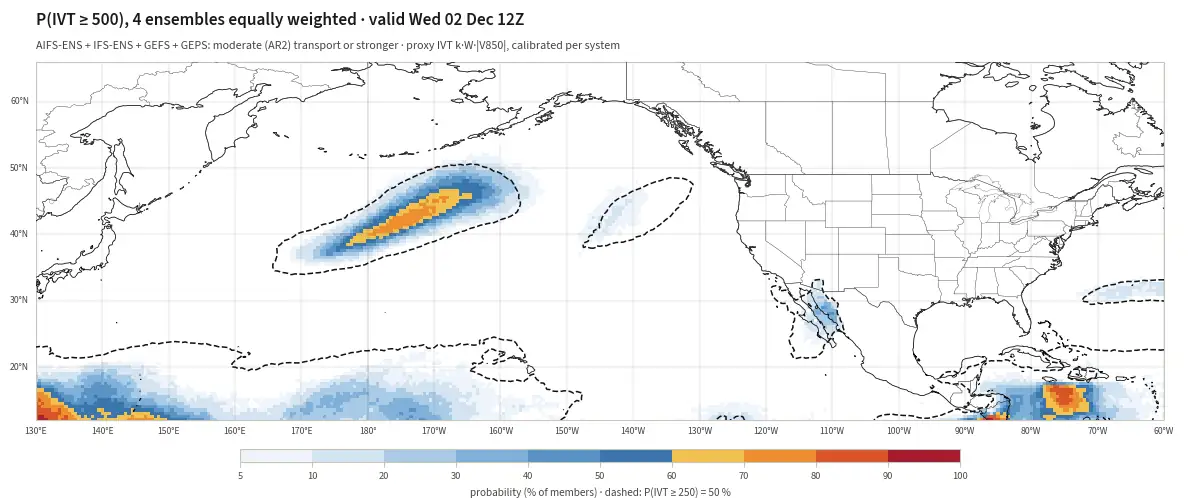 P(IVT ≥ 500), 4 ensembles equally weighted · valid Wed 02 Dec 12Z
AIFS-ENS + IFS-ENS + GEFS + GEPS: moderate (AR2) transport or stronger · proxy IVT k·W·|V850|, calibrated per system
60°N
50°N
40°N
30°N
20°N
130°E 140°E 150°E 160°E 170°E 180° 170°W 160°W 150°W 140°W 130°W 120°W 110°W 100°W 90°W 80°W 70°W 60°W
5 10 20 30 40 50 60 70 80 90 100
probability (% of members) · dashed: P(IVT ≥ 250) = 50 %